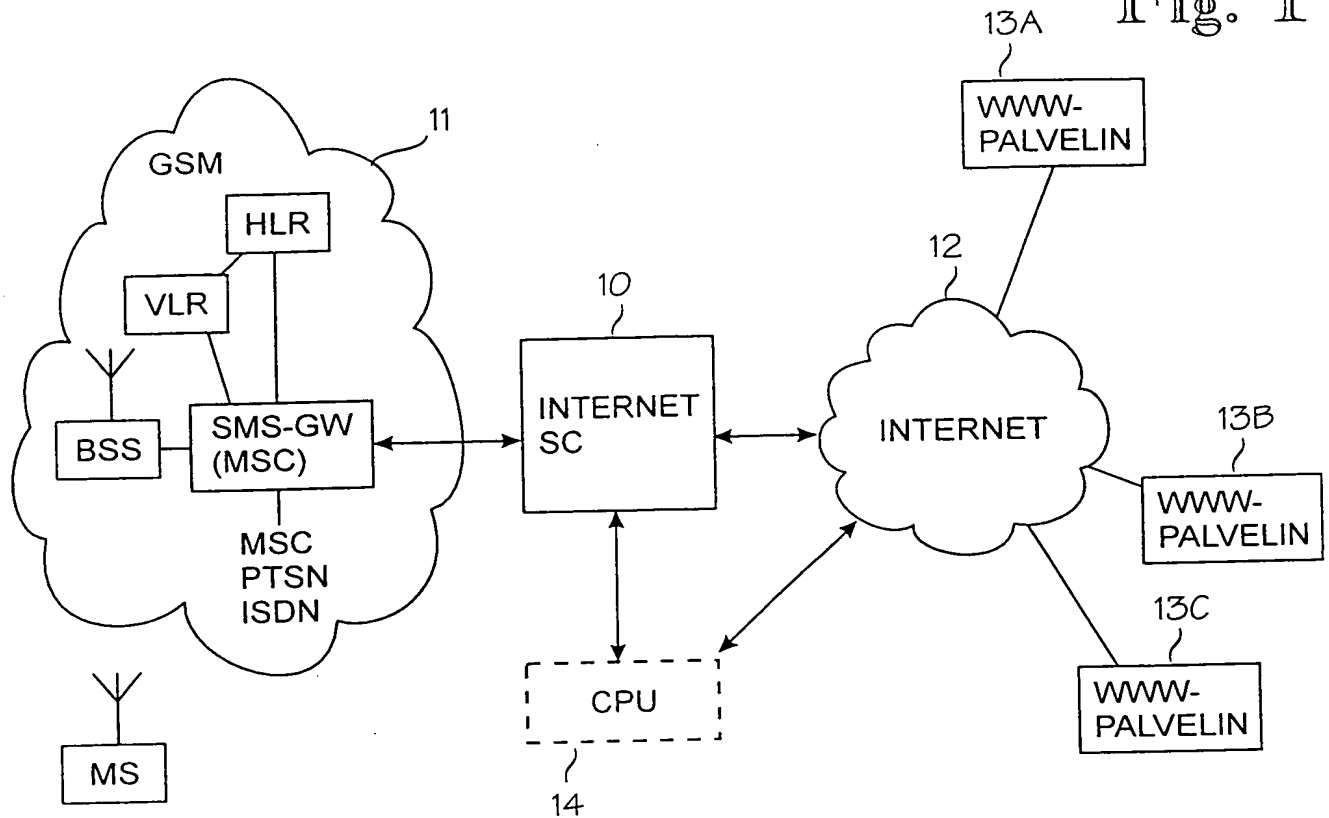 Fig. 1
13A
WWW-
PALVELIN
11
GSM
HLR
VLR
BSS
SMS-GW
(MSC)
MSC
PTSN
ISDN
MS
10
INTERNET
SC
CPU
14
12
INTERNET
13B
WWW-
PALVELIN
13C
WWW-
PALVELIN